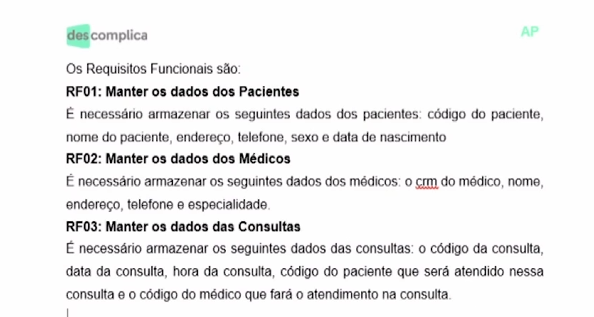 descomplica
AP
Os Requisitos Funcionais são:
RF01: Manter os dados dos Pacientes
É necessário armazenar os seguintes dados dos pacientes: código do paciente,
nome do paciente, endereço, telefone, sexo e data de nascimento
RF02: Manter os dados dos Médicos
É necessário armazenar os seguintes dados dos médicos: o crm do médico, nome,
endereço, telefone e especialidade.
RF03: Manter os dados das Consultas
É necessário armazenar os seguintes dados das consultas: o código da consulta,
data da consulta, hora da consulta, código do paciente que será atendido nessa
consulta e o código do médico que fará o atendimento na consulta.